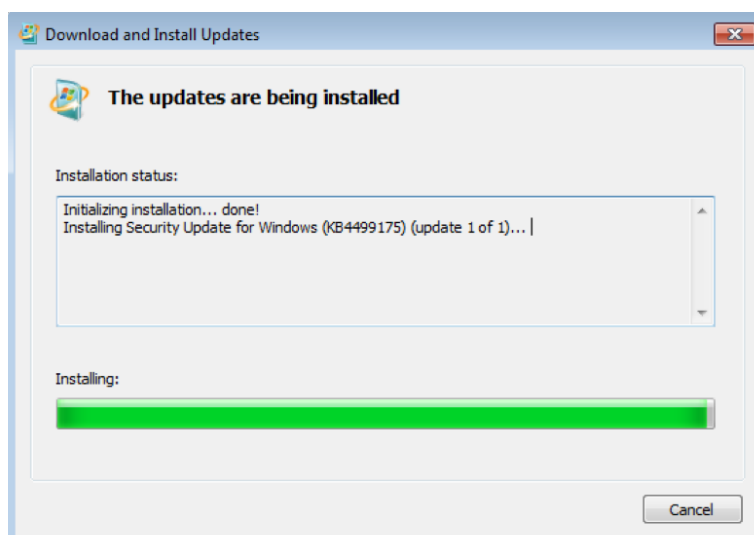 Download and Install Updates
The updates are being installed
Installation status:
Initializing installation... done!
Installing Security Update for Windows (KB4499175) (update 1 of 1)...
Installing:
Cancel